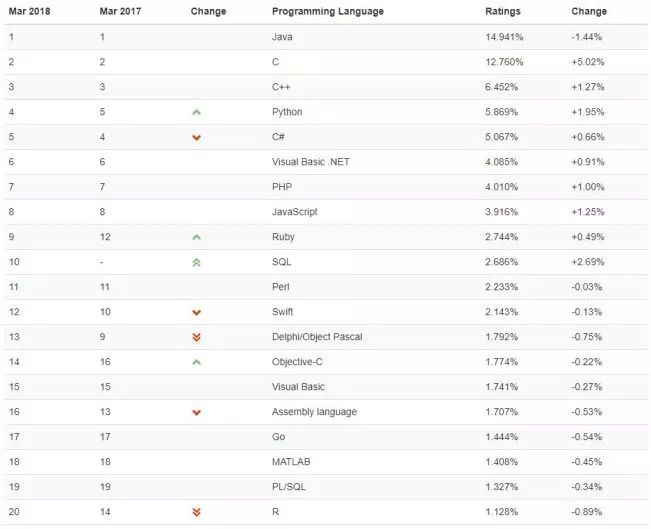 Mar 2018 Mar 2017 Change Programming Language Ratings Change
1 1 Java 14.941% -1.44%
2 2 C 12.760% +5.02%
3 3 C++ 6.452% +1.27%
4 5 Python 5.869% +1.95%
5 4 C# 5.067% +0.66%
6 6 Visual Basic .NET 4.085% +0.91%
7 7 PHP 4.010% +1.00%
8 8 JavaScript 3.916% +1.25%
9 12 Ruby 2.744% +0.49%
10 - SQL 2.686% +2.69%
11 11 Perl 2.233% -0.03%
12 10 Swift 2.143% -0.13%
13 9 Delphi/Object Pascal 1.792% -0.75%
14 16 Objective-C 1.774% -0.22%
15 15 Visual Basic 1.741% -0.27%
16 13 Assembly language 1.707% -0.53%
17 17 Go 1.444% -0.54%
18 18 MATLAB 1.408% -0.45%
19 19 PL/SQL 1.327% -0.34%
20 14 R 1.128% -0.89%